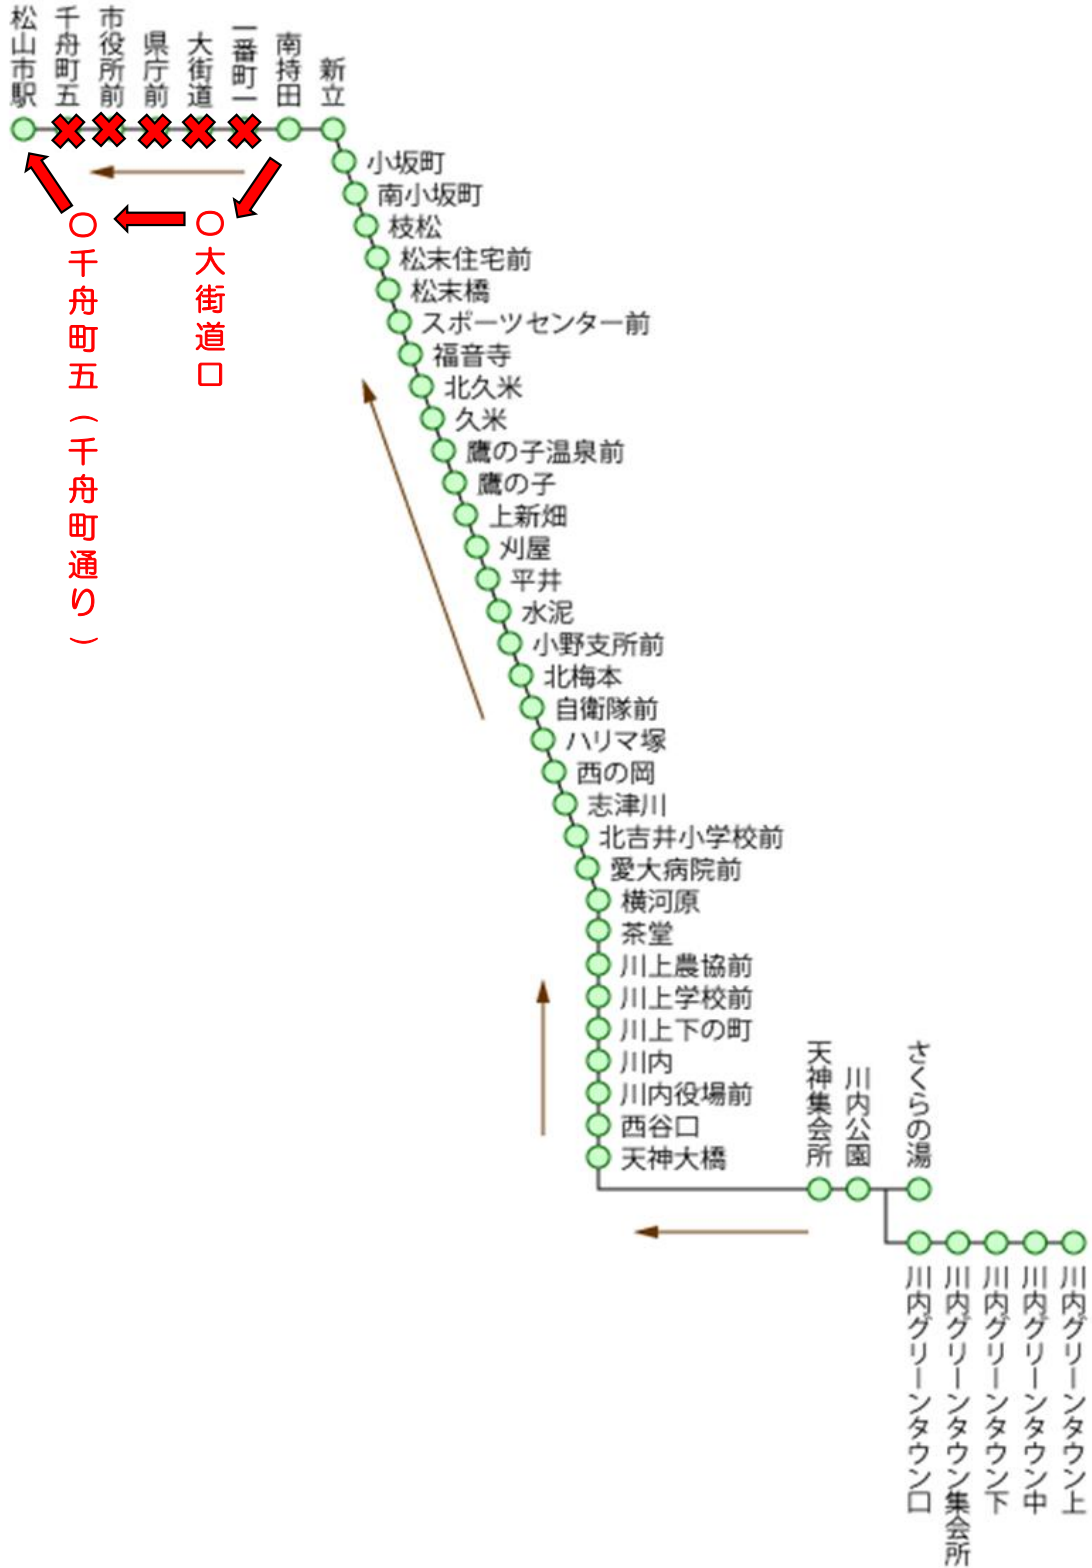 松山市駅
千舟町五
市役所前
県庁前
大街道
一番町一
南持田
新立
小坂町
南小坂町
枝松
松末住宅前
松末橋
スポーツセンター前
福音寺
北久米
久米
鷹の子温泉前
鷹の子
上新畑
刈屋
平井
水泥
小野支所前
北梅本
自衛隊前
ハリマ塚
西の岡
志津川
北吉井小学校前
愛大病院前
横河原
茶堂
川上農協前
川上学校前
川上下の町
川内
川内役場前
西谷口
天神大橋
天神集会所
川内公園
さくらの湯
川内グリーンタウン口
川内グリーンタウン集会所
川内グリーンタウン下
川内グリーンタウン中
川内グリーンタウン上
○大街道口
○千舟町五(千舟町通り)